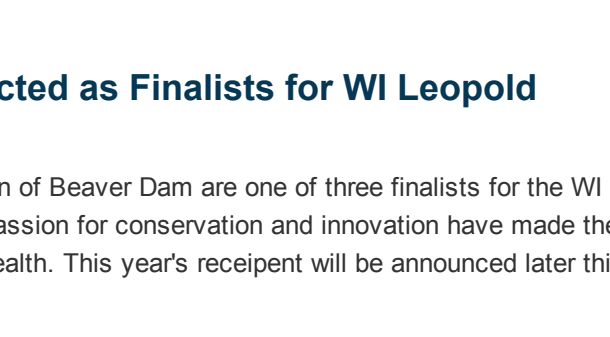 cted as Finalists for WI Leopold
n of Beaver Dam are one of three finalists for the WI
assion for conservation and innovation have made the
ealth. This year's receipent will be announced later thi